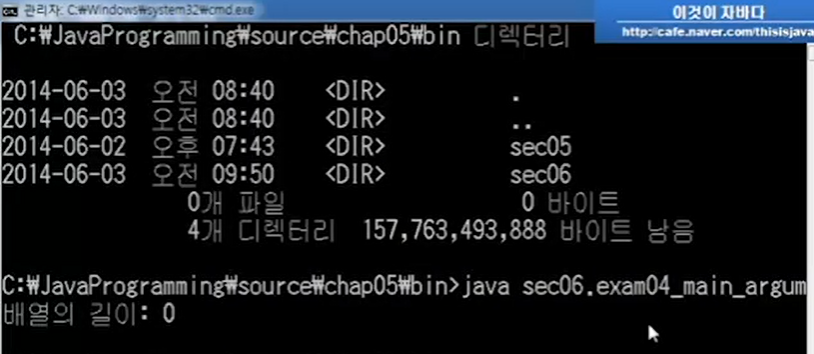 관리자: C:₩Windows₩system32₩cmd.exe
이것이 자바다
http://cafe.naver.com/thisisjava
C:₩JavaProgramming₩source₩chap05₩bin 디렉터리
2014-06-03 오전 08:40 <DIR> .
2014-06-03 오전 08:40 <DIR> ..
2014-06-02 오후 07:43 <DIR> sec05
2014-06-03 오전 09:50 <DIR> sec06
0개 파일 0 바이트
4개 디렉터리 157,763,493,888 바이트 남음
C:₩JavaProgramming₩source₩chap05₩bin>java sec06.exam04_main_argum
배열의 길이: 0